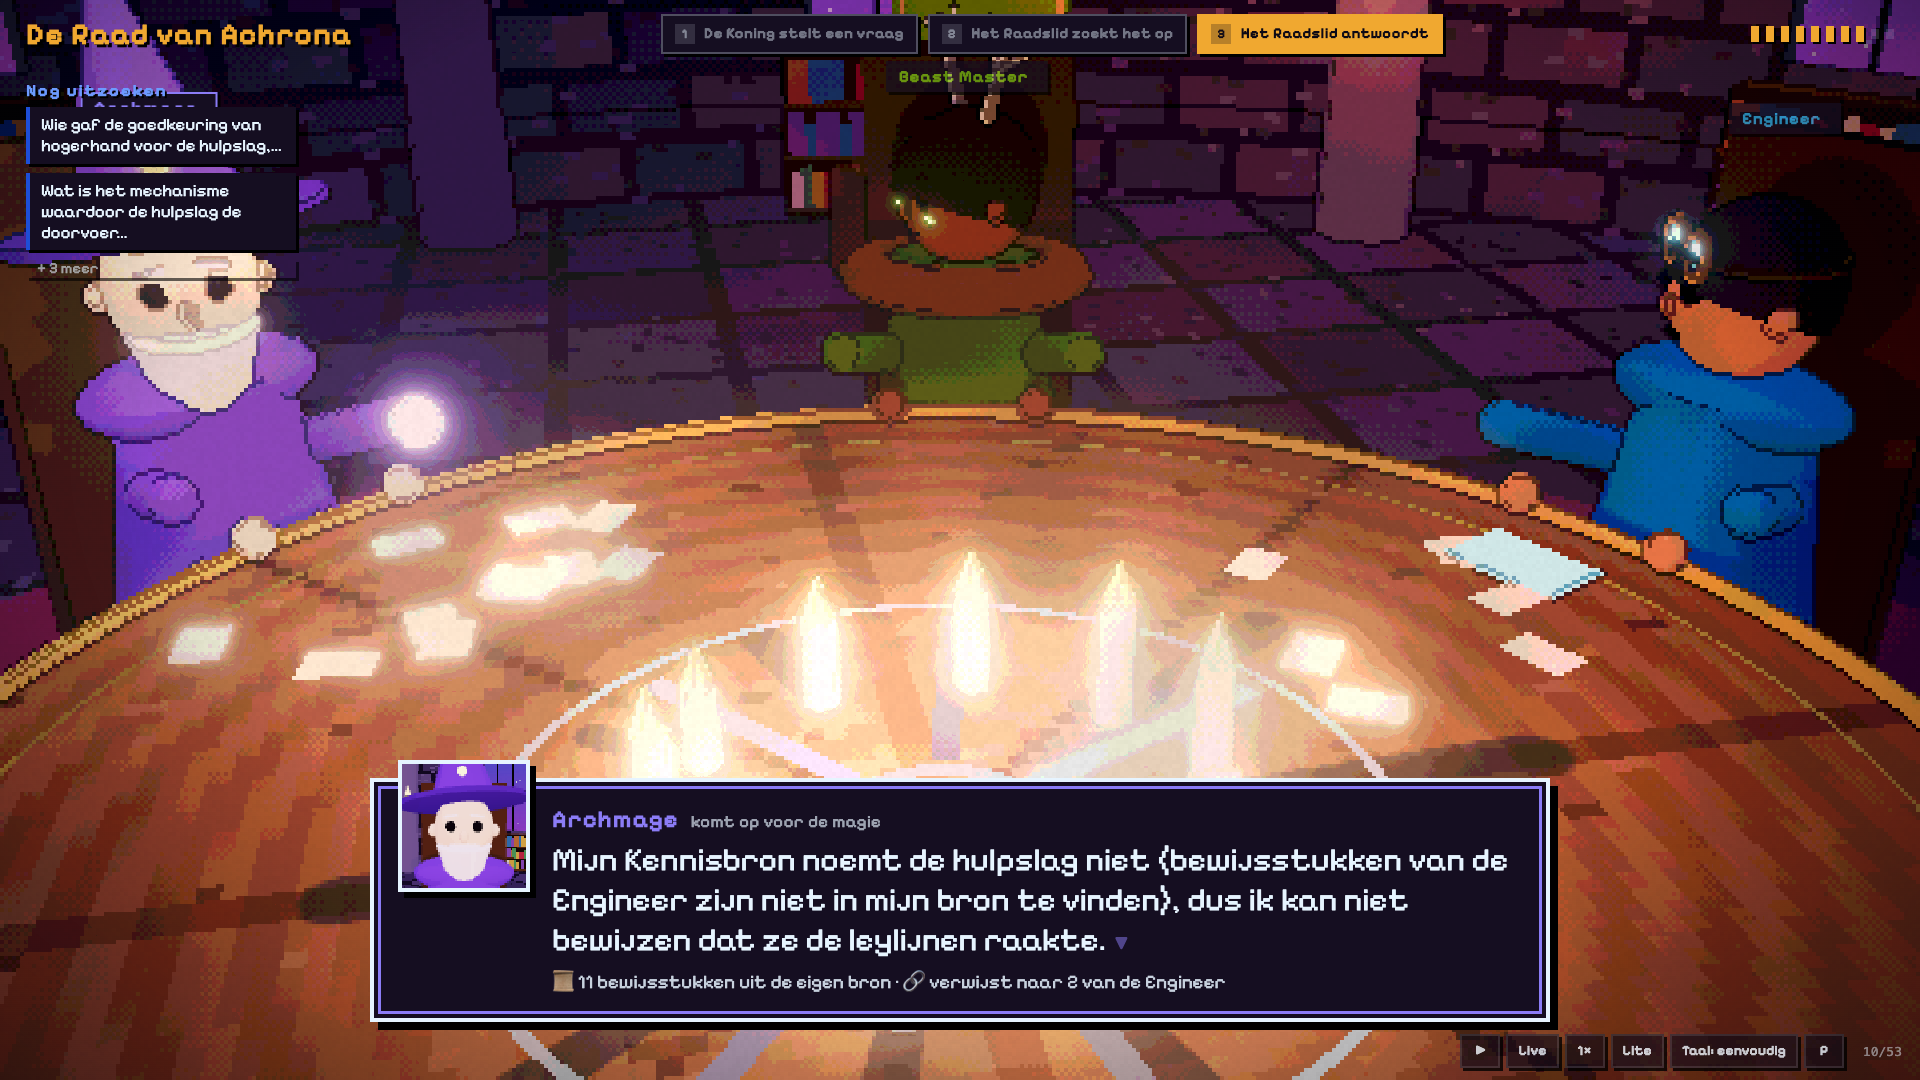 De Raad van Achrona
1 De Koning stelt een vraag
2 Het Raadslid zoekt het op
3 Het Raadslid antwoordt
Beast Master
Engineer
Nog uitzoeken
Archmage
Wie gaf de goedkeuring van
hogerhand voor de hulpslag,...
Wat is het mechanisme
waardoor de hulpslag de
doorvoer...
+ 3 meer
Archmage komt op voor de magie
Mijn Kennisbron noemt de hulpslag niet (bewijsstukken van de
Engineer zijn niet in mijn bron te vinden), dus ik kan niet
bewijzen dat ze de leylijnen raakte. ▼
11 bewijsstukken uit de eigen bron · verwijst naar 2 van de Engineer
Live
1×
Lite
Taal: eenvoudig
P
10/53